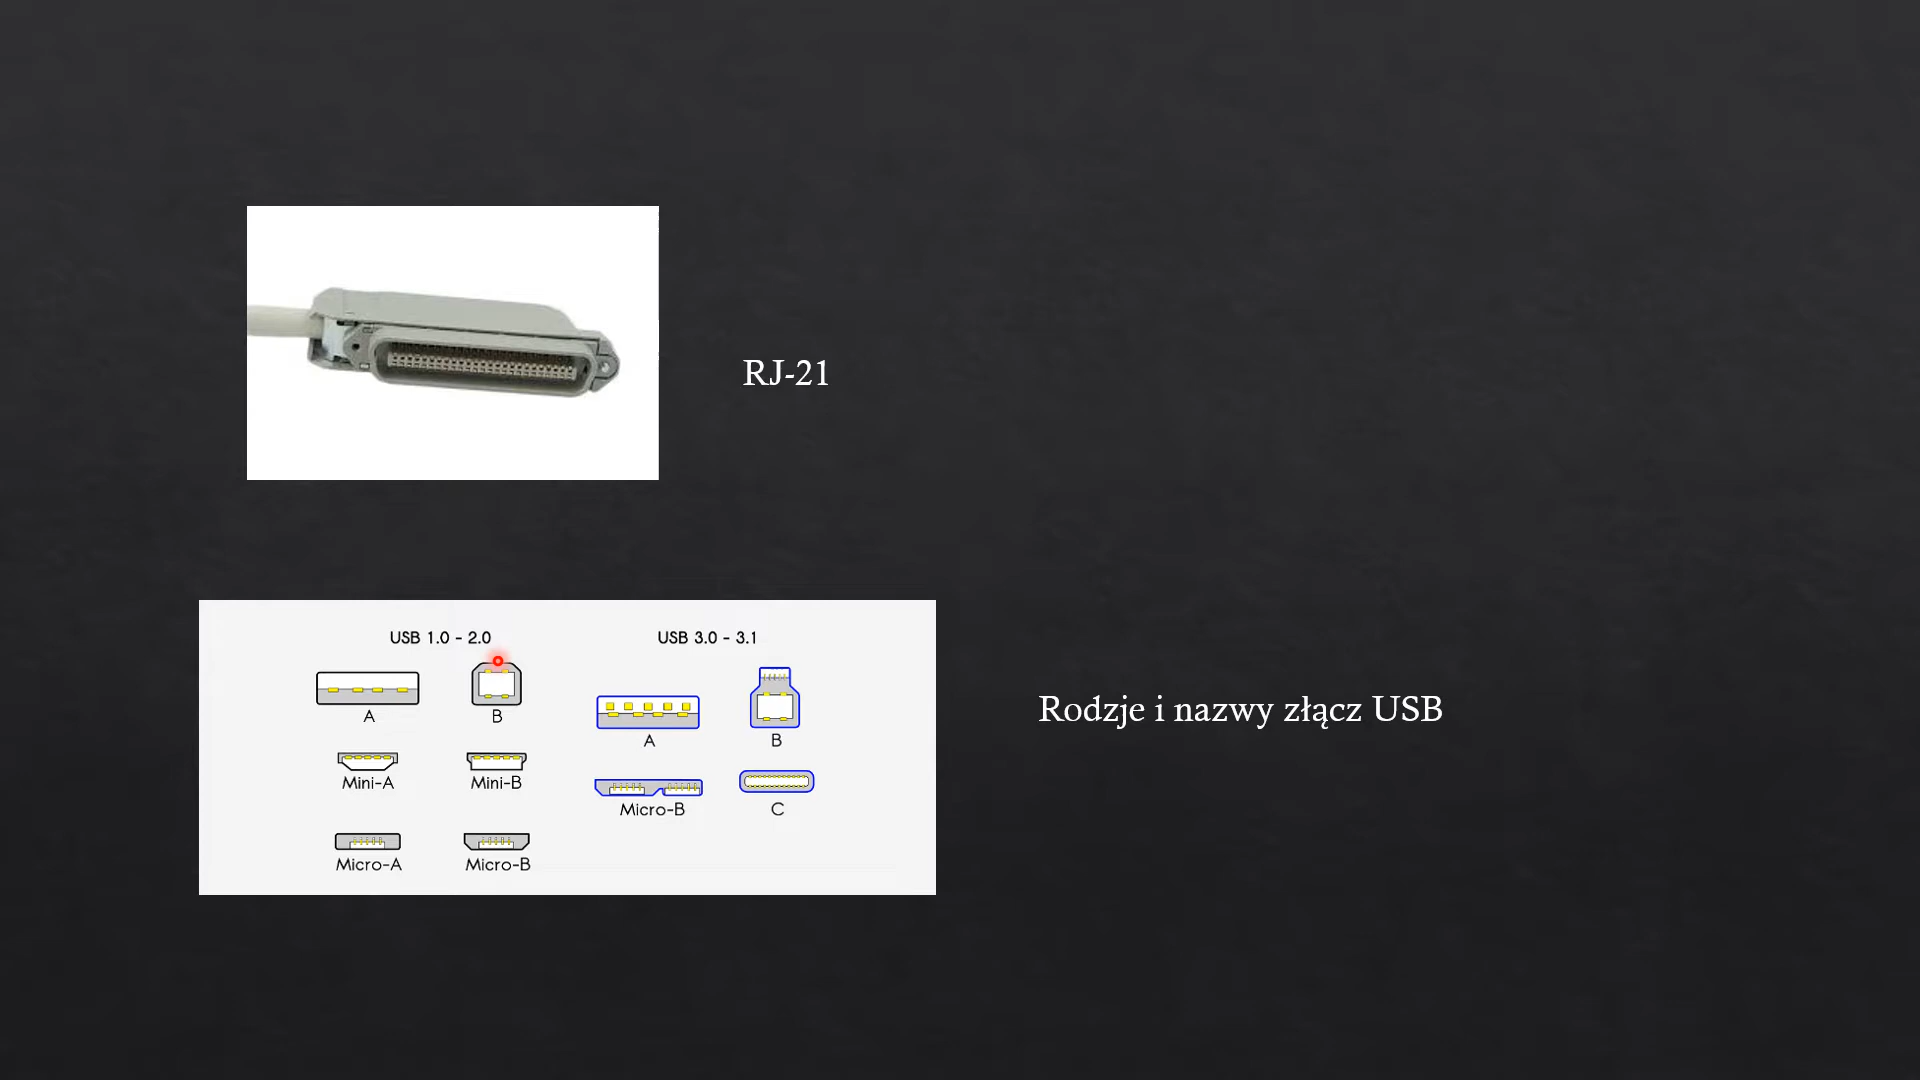 RJ-21
USB 1.0 - 2.0
USB 3.0 - 3.1
A
B
A
B
Mini-A
Mini-B
Micro-B
C
Micro-A
Micro-B
Rodzje i nazwy złącz USB